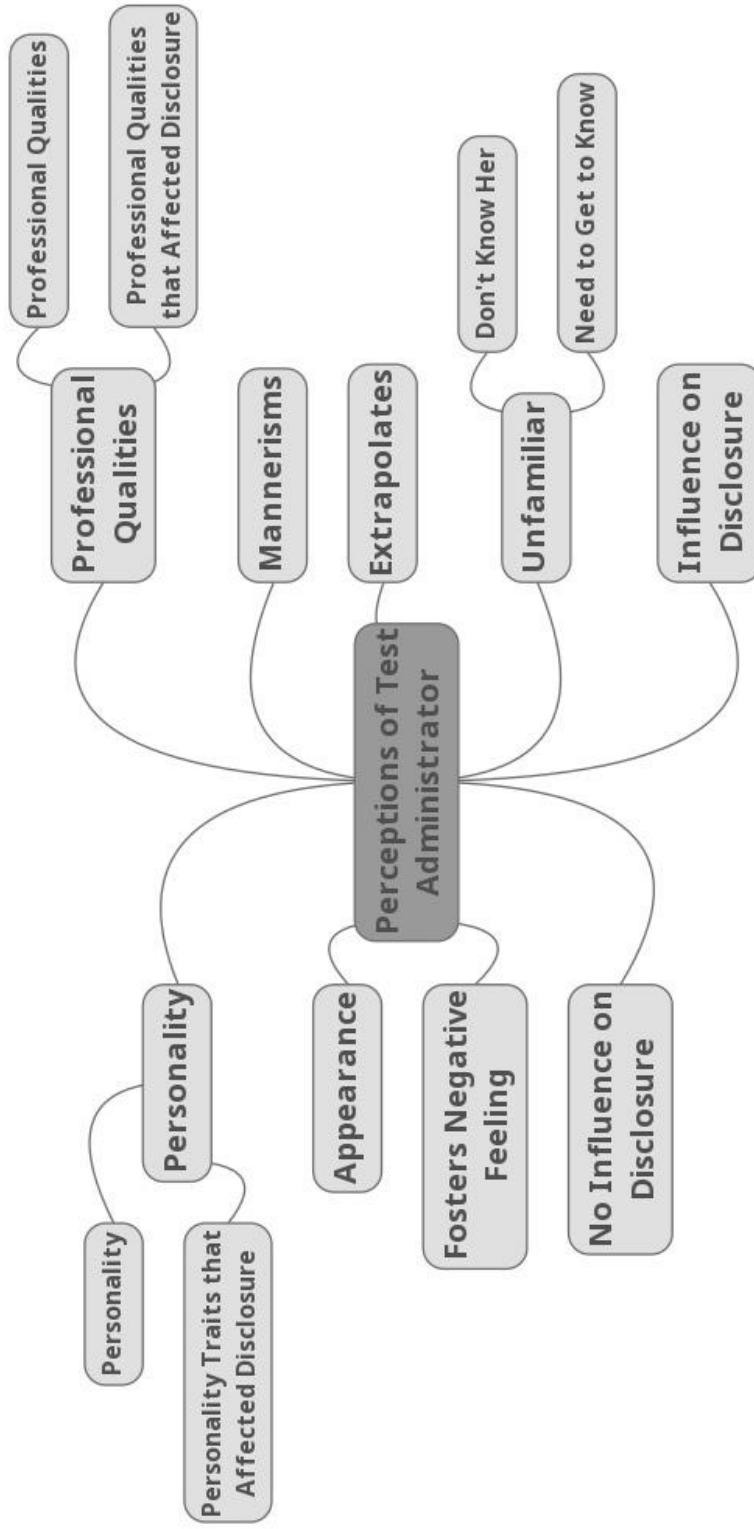 Personality
Personality Traits that
Affected Disclosure
Personality
Appearance
Fosters Negative
Feeling
No Influence on
Disclosure
Perceptions of Test
Administrator
Professional
Qualities
Professional Qualities
Professional Qualities
that Affected Disclosure
Mannerisms
Extrapolates
Unfamiliar
Don't Know Her
Need to Get to Know
Influence on
Disclosure